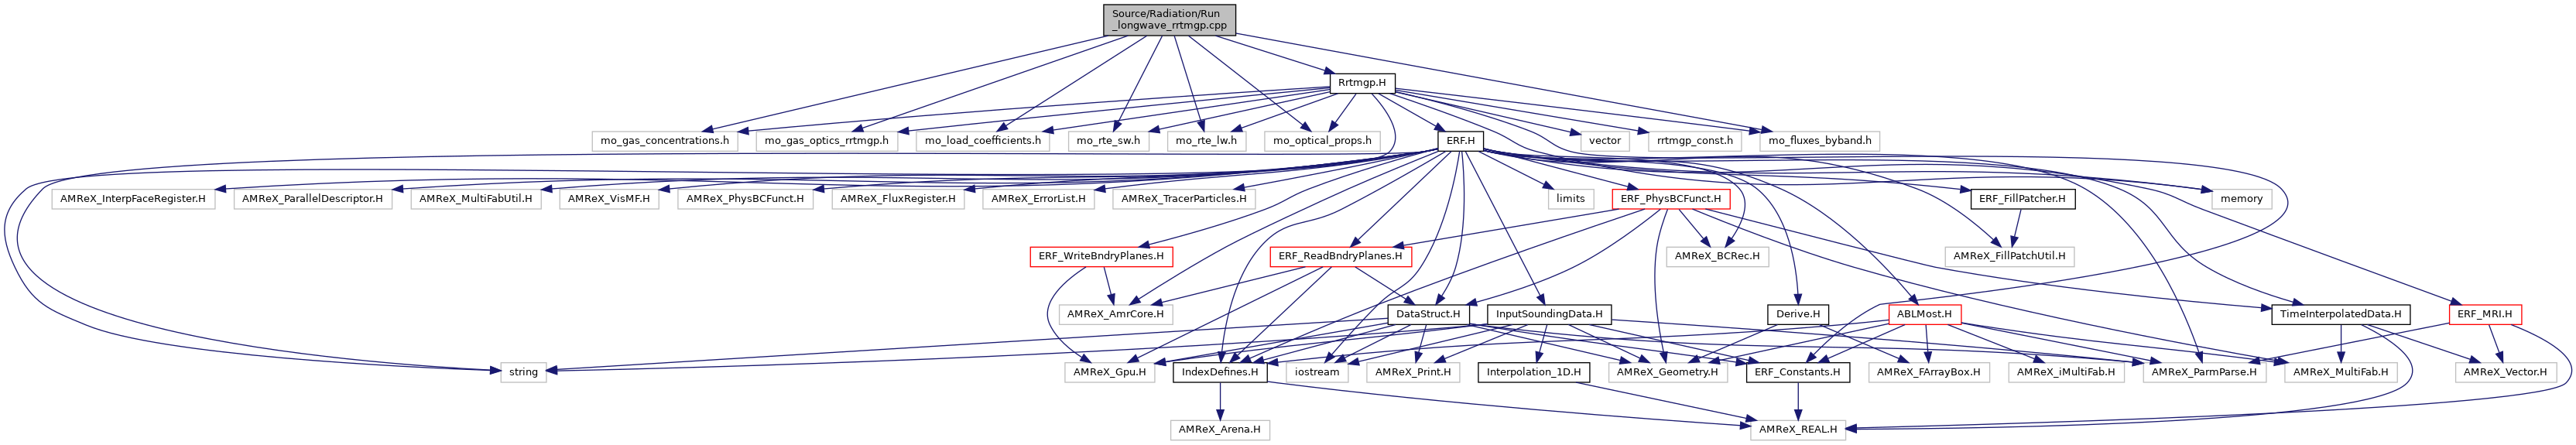 Source/Radiation/Run
_longwave_rrtmgp.cpp
Rrtmgp.H
mo_gas_concentrations.h
mo_gas_optics_rrtmgp.h
mo_load_coefficients.h
mo_rte_sw.h
mo_rte_lw.h
mo_optical_props.h
ERF.H
vector
rrtmgp_const.h
mo_fluxes_byband.h
AMReX_InterpFaceRegister.H
AMReX_ParallelDescriptor.H
AMReX_MultiFabUtil.H
AMReX_VisMF.H
AMReX_PhysBCFunct.H
AMReX_FluxRegister.H
AMReX_ErrorList.H
AMReX_TracerParticles.H
limits
ERF_PhysBCFunct.H
ERF_FillPatcher.H
memory
ERF_WriteBndryPlanes.H
ERF_ReadBndryPlanes.H
AMReX_BCRec.H
AMReX_FillPatchUtil.H
AMReX_AmrCore.H
DataStruct.H
InputSoundingData.H
Derive.H
ABLMost.H
TimeInterpolatedData.H
ERF_MRI.H
string
AMReX_Gpu.H
IndexDefines.H
iostream
AMReX_Print.H
Interpolation_1D.H
AMReX_Geometry.H
ERF_Constants.H
AMReX_FArrayBox.H
AMReX_iMultiFab.H
AMReX_ParmParse.H
AMReX_MultiFab.H
AMReX_Vector.H
AMReX_Arena.H
AMReX_REAL.H